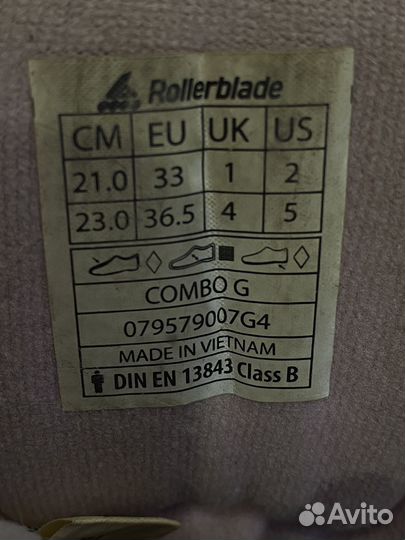 Rollerblade
CM EU UK US
21.0 33 1 2
23.0 36.5 4 5
COMBO G
079579007G4
MADE IN VIETNAM
DIN EN 13843 Class B
Avito